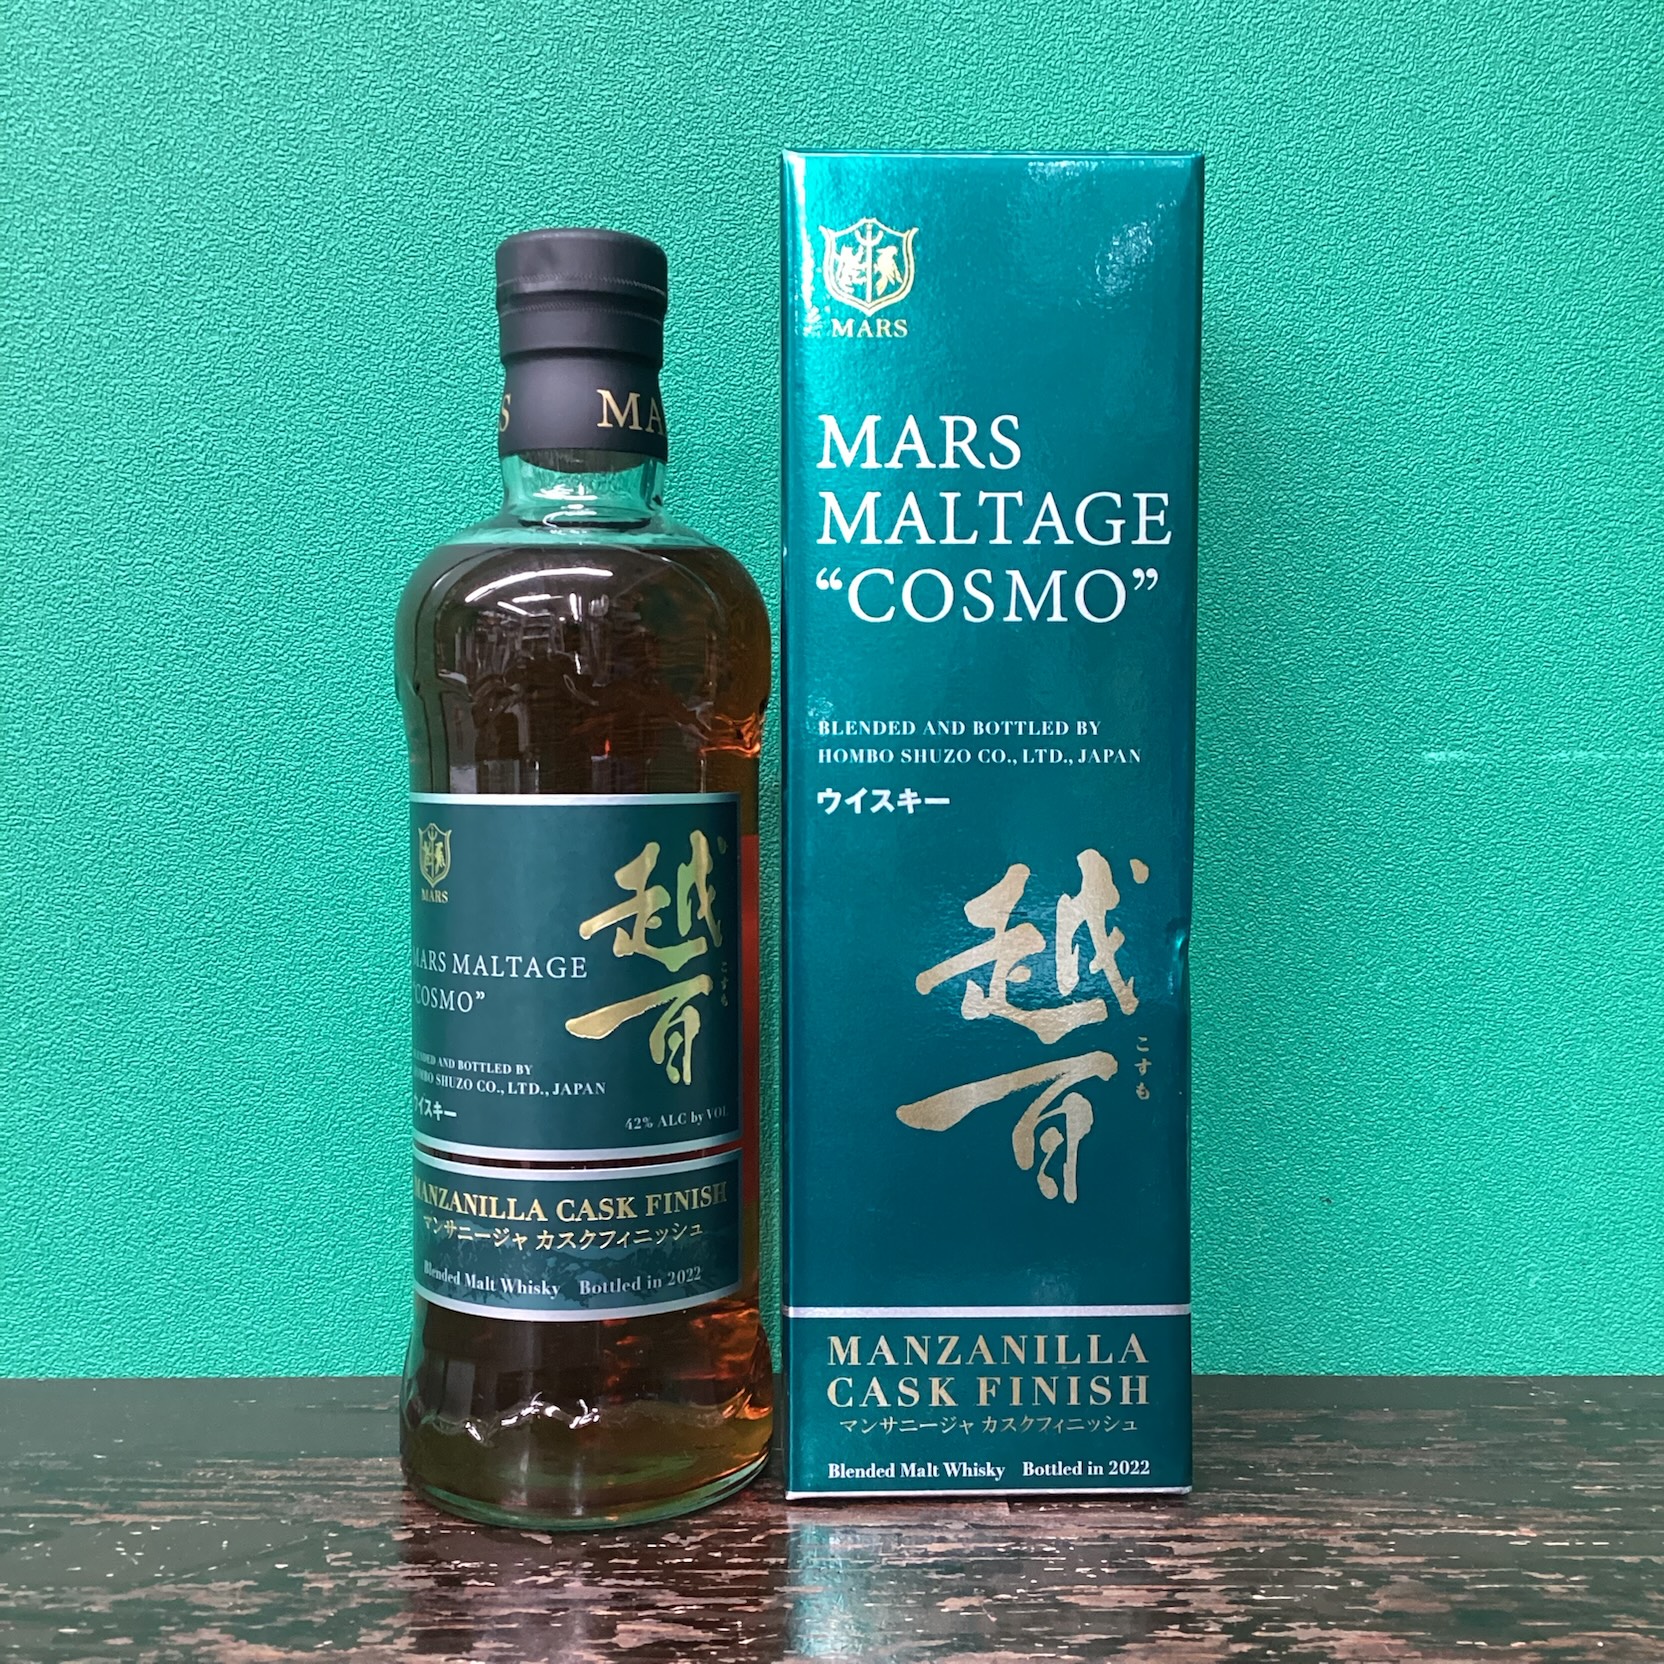 S MA
MARS
MARS MALTAGE
"COSMO"
BLENDED AND BOTTLED BY
HOMBO SHUZO CO., LTD., JAPAN
ウイスキー
越百
こすも
42% ALC by VOL
MANZANILLA CASK FINISH
マンサニージャ カスクフィニッシュ
Blended Malt Whisky Bottled in 2022
MARS
MARS
MALTAGE
“COSMO”
BLENDED AND BOTTLED BY
HOMBO SHUZO CO., LTD., JAPAN
ウイスキー
越百
こすも
MANZANILLA
CASK FINISH
マンサニージャ カスクフィニッシュ
Blended Malt Whisky Bottled in 2022